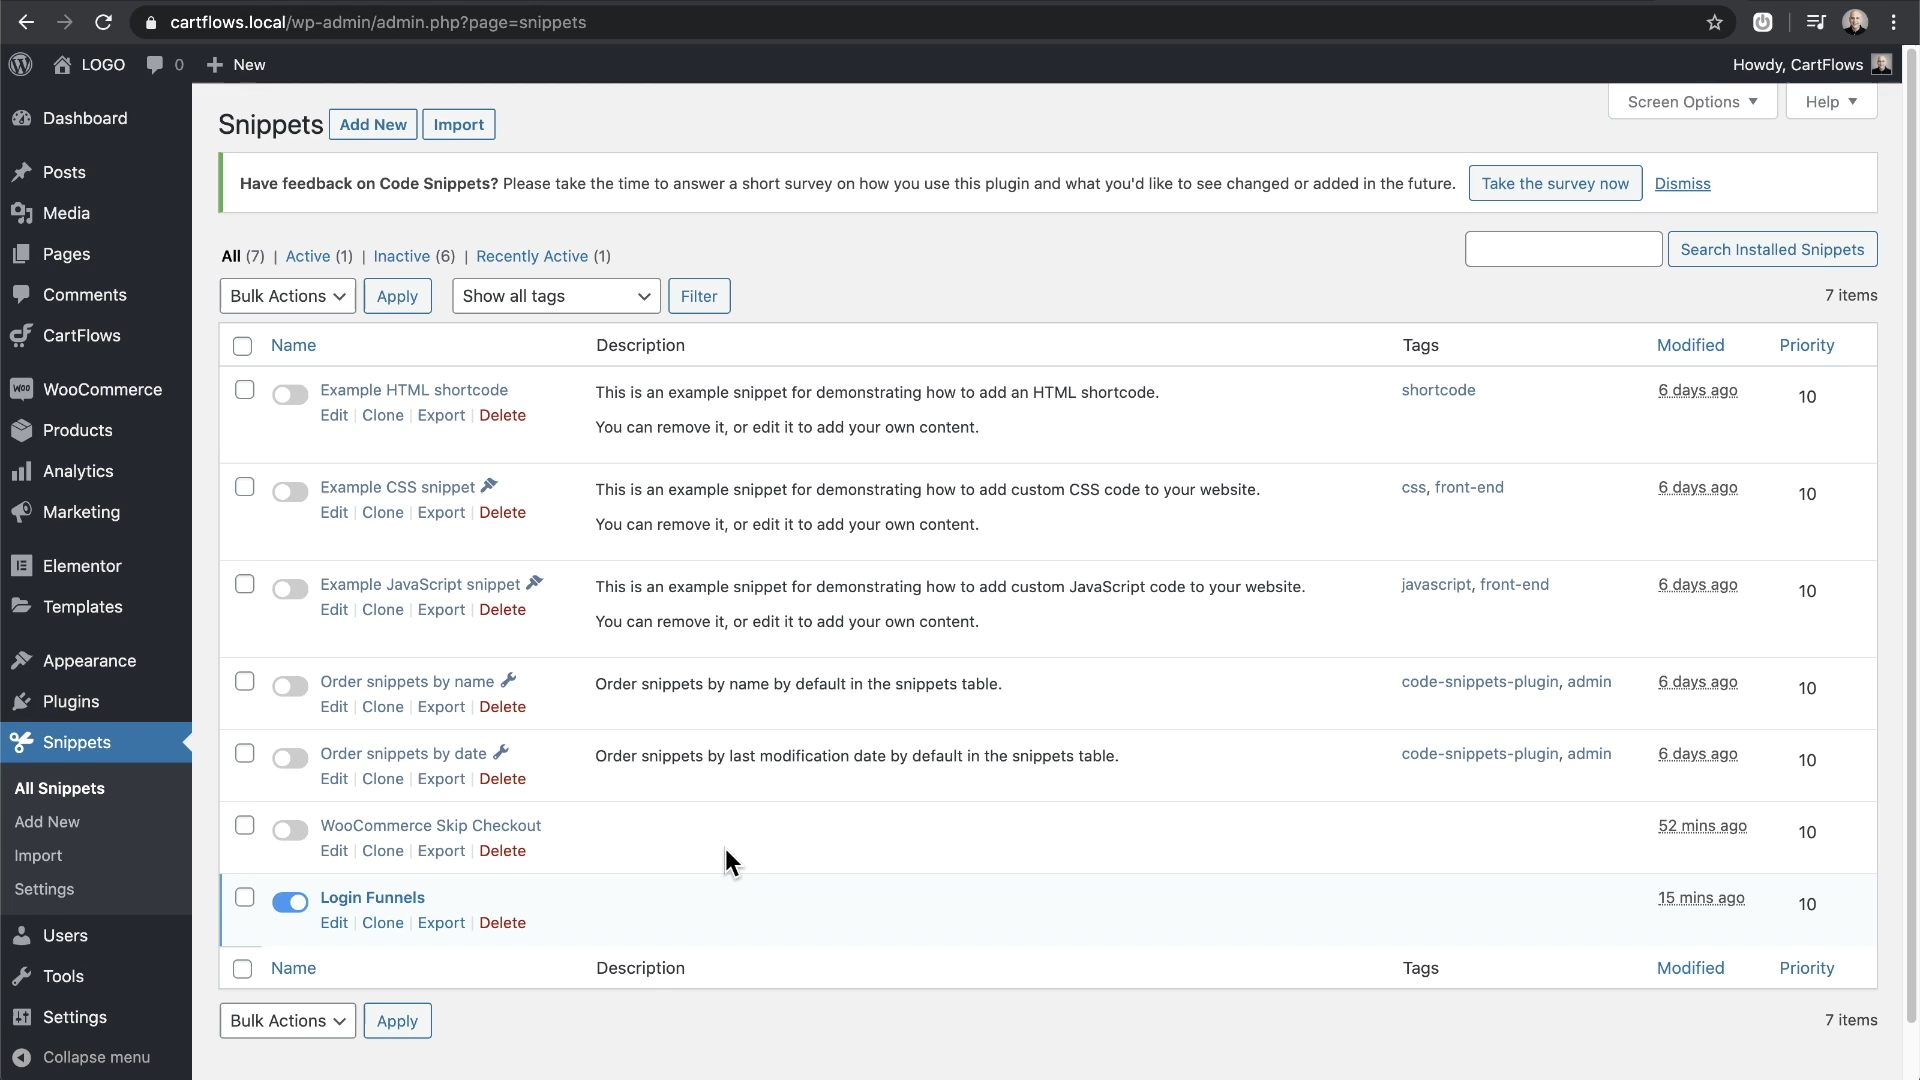 cartflows.local/wp-admin/admin.php?page=snippets
LOGO 0 New
Howdy, CartFlows
Dashboard
Posts
Media
Pages
Comments
CartFlows
WooCommerce
Products
Analytics
Marketing
Elementor
Templates
Appearance
Plugins
Snippets
All Snippets
Add New
Import
Settings
Users
Tools
Settings
Collapse menu
Screen Options Help
Snippets Add New Import
Have feedback on Code Snippets? Please take the time to answer a short survey on how you use this plugin and what you'd like to see changed or added in the future. Take the survey now Dismiss
All (7) | Active (1) | Inactive (6) | Recently Active (1)
Search Installed Snippets
Bulk Actions Apply Show all tags Filter 7 items
Name Description Tags Modified Priority
Example HTML shortcode This is an example snippet for demonstrating how to add an HTML shortcode. shortcode 6 days ago 10
Edit | Clone | Export | Delete
You can remove it, or edit it to add your own content.
Example CSS snippet This is an example snippet for demonstrating how to add custom CSS code to your website. css, front-end 6 days ago 10
Edit | Clone | Export | Delete
You can remove it, or edit it to add your own content.
Example JavaScript snippet This is an example snippet for demonstrating how to add custom JavaScript code to your website. javascript, front-end 6 days ago 10
Edit | Clone | Export | Delete
You can remove it, or edit it to add your own content.
Order snippets by name Order snippets by name by default in the snippets table. code-snippets-plugin, admin 6 days ago 10
Edit | Clone | Export | Delete
Order snippets by date Order snippets by last modification date by default in the snippets table. code-snippets-plugin, admin 6 days ago 10
Edit | Clone | Export | Delete
WooCommerce Skip Checkout 52 mins ago 10
Edit | Clone | Export | Delete
Login Funnels 15 mins ago 10
Edit | Clone | Export | Delete
Name Description Tags Modified Priority
Bulk Actions Apply 7 items